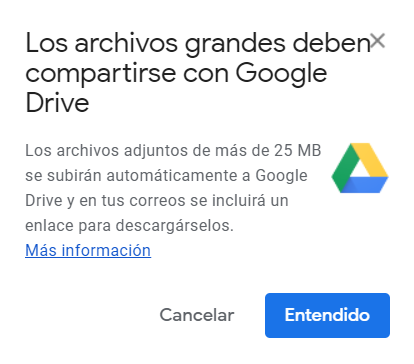 Los archivos grandes deben
compartirse con Google
Drive
Los archivos adjuntos de más de 25 MB
se subirán automáticamente a Google
Drive y en tus correos se incluirá un
enlace para descargárselos.
Más información
Cancelar
Entendido